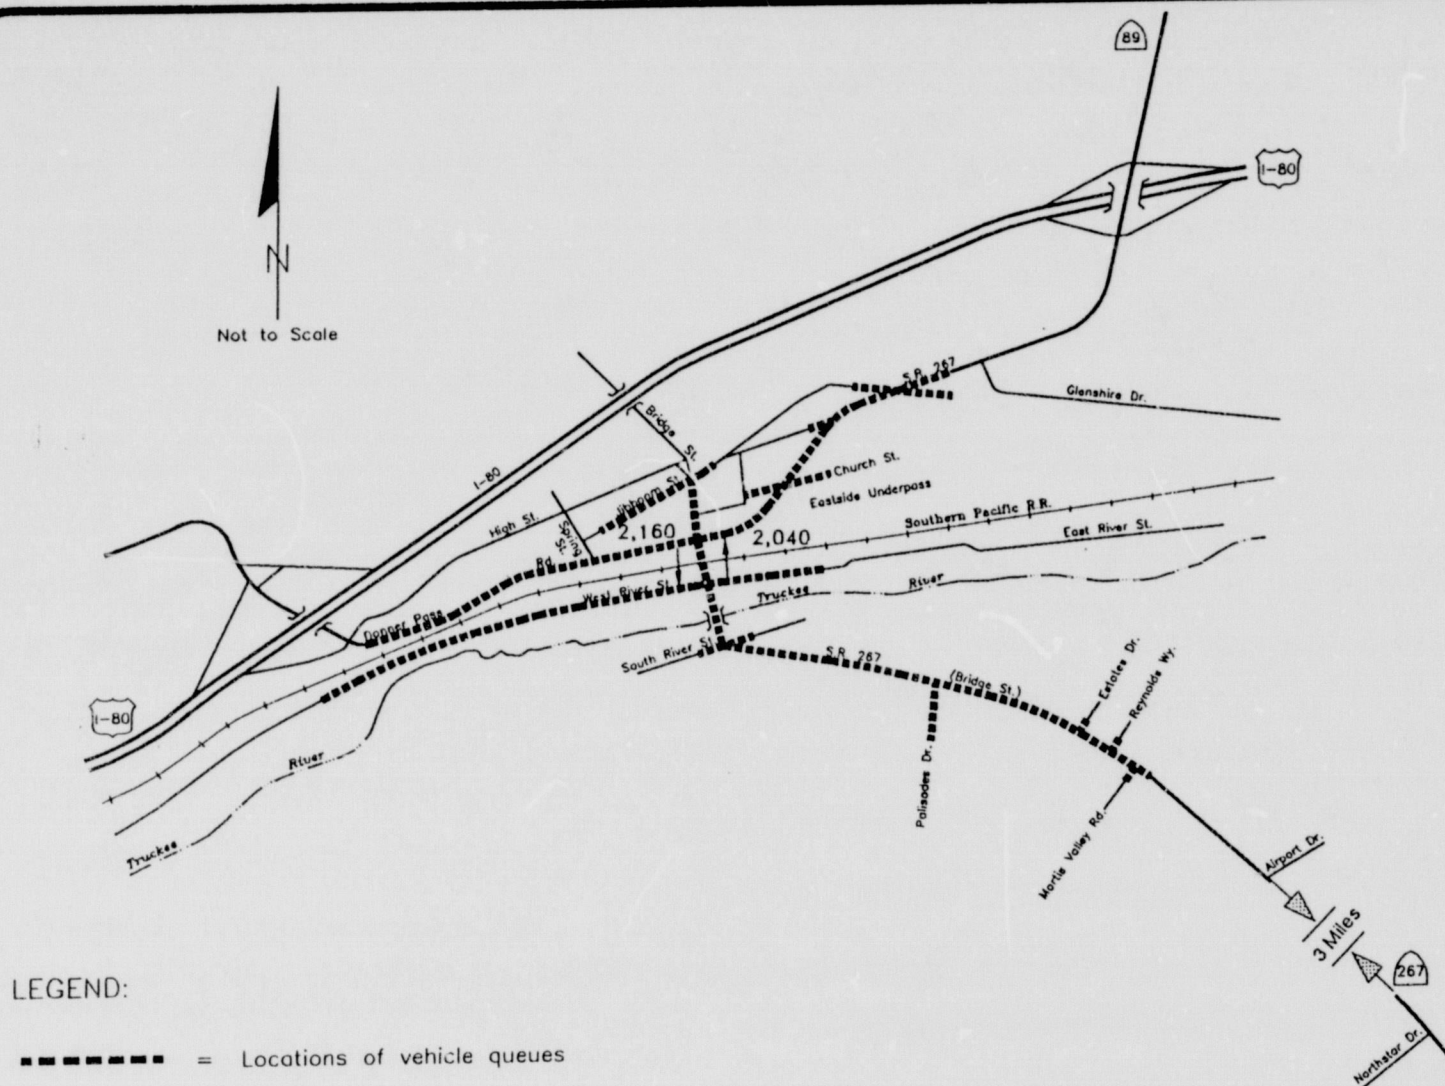 89
I-80
N
Not to Scale
S.R. 267
Glenshire Dr.
Bridge St.
I-80
Church St.
Jibboom St.
Eastside Underpass
High St.
Spring St.
Southern Pacific R.R.
2,160
2,040
East River St.
Donner Pass Rd.
West River St.
Truckee River
South River St.
S.R. 267
(Bridge St.)
Estates Dr.
Reynolds Wy.
I-80
River
Palisades Dr.
Martis Valley Rd.
Truckee
Airport Dr.
3 Miles
267
Northstar Dr.
LEGEND:
= Locations of vehicle queues